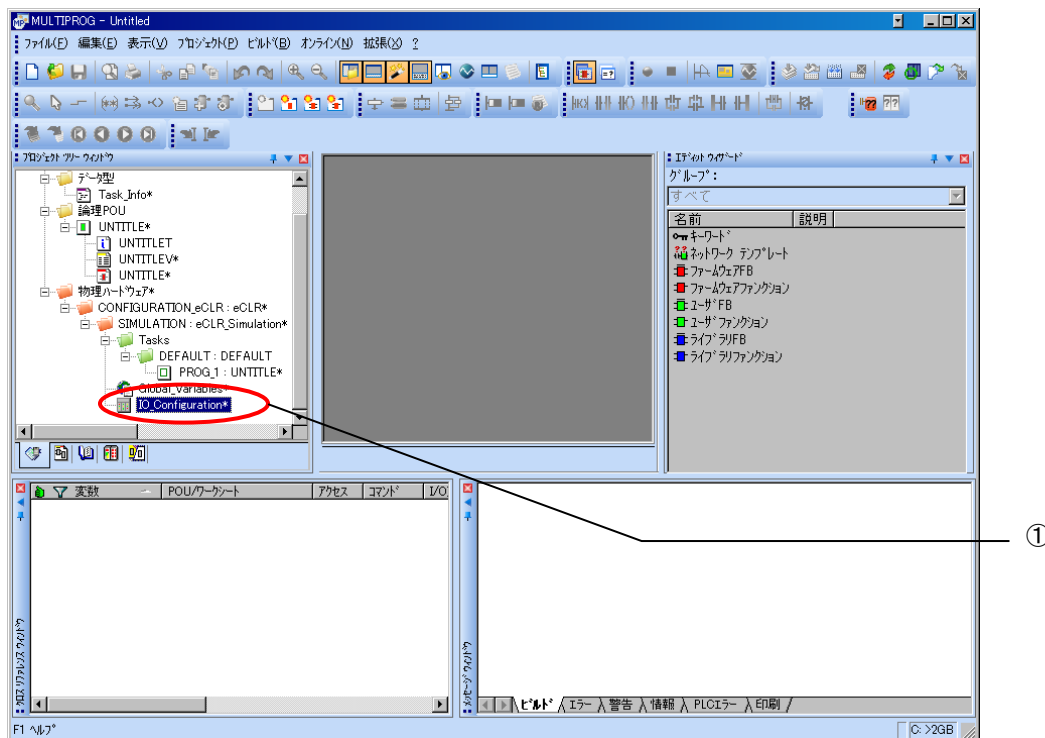 MULTIPROG - Untitled
ファイル(F) 編集(E) 表示(V) プロジェクト(P) ビルド(B) オンライン(N) 拡張(X) ?
プロジェクト ツリー ウィンドウ
データ型
Task_Info*
論理POU
UNTITLE*
UNTITLET
UNTITLEV*
UNTITLE*
物理ハードウェア*
CONFIGURATION_eCLR : eCLR*
SIMULATION : eCLR_Simulation*
Tasks
DEFAULT : DEFAULT
PROG_1 : UNTITLE*
Global_Variables*
IO_Configuration*
エディット ウィザード
グループ :
すべて
名前 説明
キーワード
ネットワーク テンプレート
ファームウェアFB
ファームウェアファンクション
ユーザFB
ユーザファンクション
ライブラリFB
ライブラリファンクション
①
変数 POU/ワークシート アクセス コマンド I/O
クロス リファレンス ウィンドウ
メッセージ ウィンドウ
ビルド エラー 警告 情報 PLCエラー 印刷
F1 ヘルプ
C: >2GB